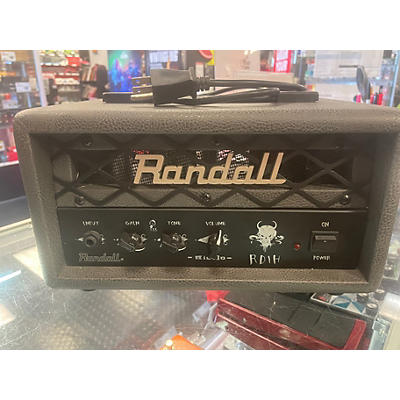 Randall
INPUT GAIN TONE VOLUME ON
RD1H
Randall
POWER